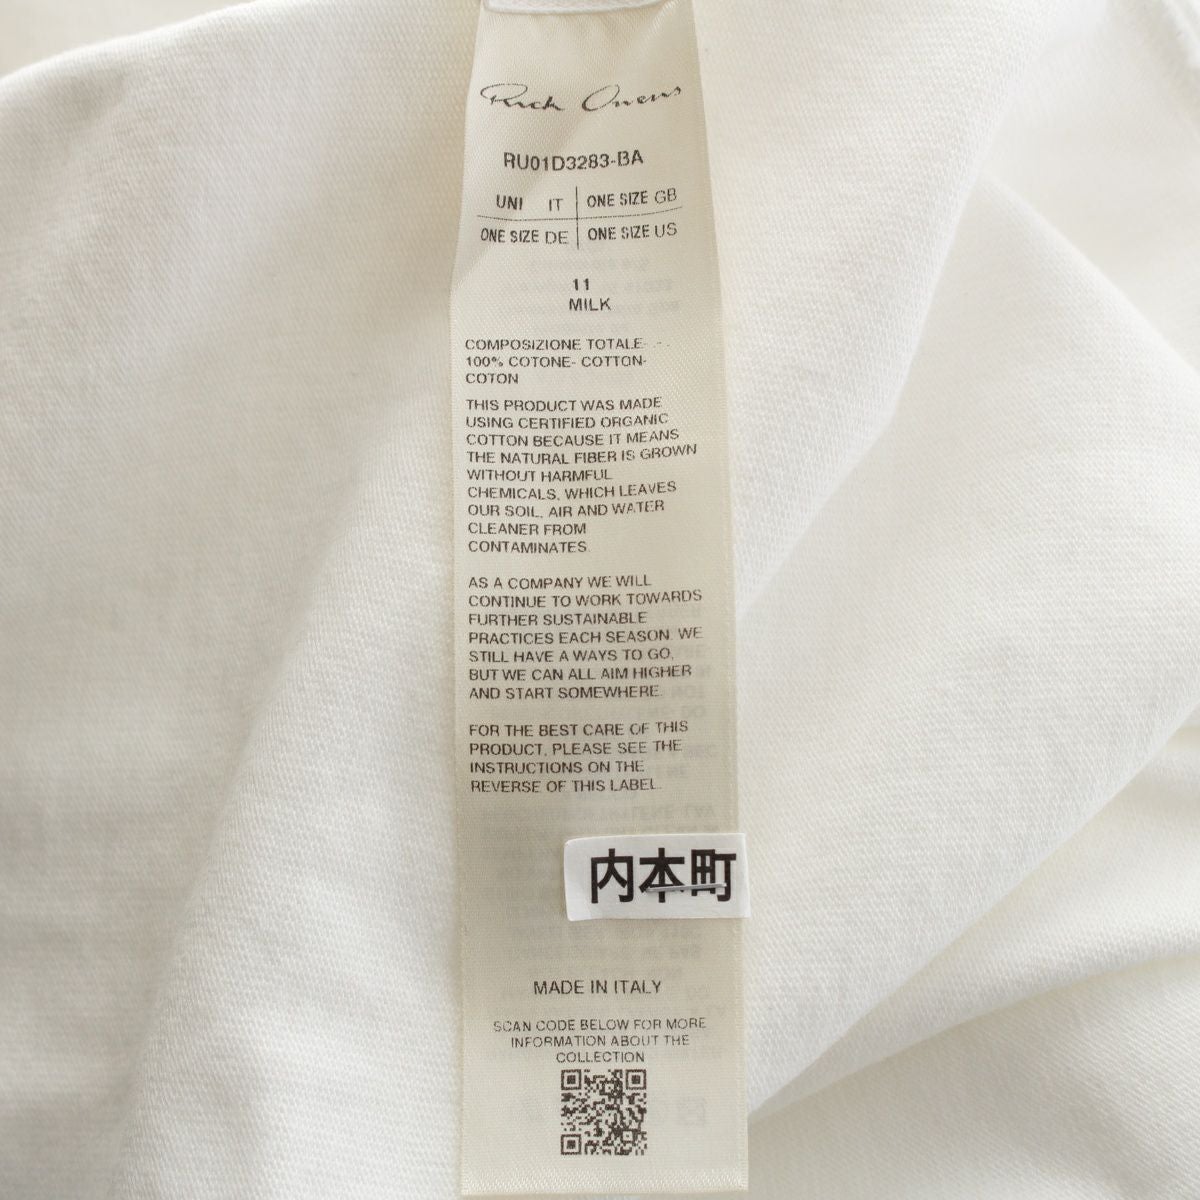 Rick Owens
RU01D3283-BA
UNI IT ONE SIZE GB
ONE SIZE DE ONE SIZE US
11
MILK
COMPOSIZIONE TOTALE- --
100% COTONE- COTTON-
COTON
THIS PRODUCT WAS MADE
USING CERTIFIED ORGANIC
COTTON BECAUSE IT MEANS
THE NATURAL FIBER IS GROWN
WITHOUT HARMFUL
CHEMICALS, WHICH LEAVES
OUR SOIL, AIR AND WATER
CLEANER FROM
CONTAMINATES.
AS A COMPANY WE WILL
CONTINUE TO WORK TOWARDS
FURTHER SUSTAINABLE
PRACTICES EACH SEASON. WE
STILL HAVE A WAYS TO GO,
BUT WE CAN ALL AIM HIGHER
AND START SOMEWHERE.
FOR THE BEST CARE OF THIS
PRODUCT, PLEASE SEE THE
INSTRUCTIONS ON THE
REVERSE OF THIS LABEL.
内本町
MADE IN ITALY
SCAN CODE BELOW FOR MORE
INFORMATION ABOUT THE
COLLECTION